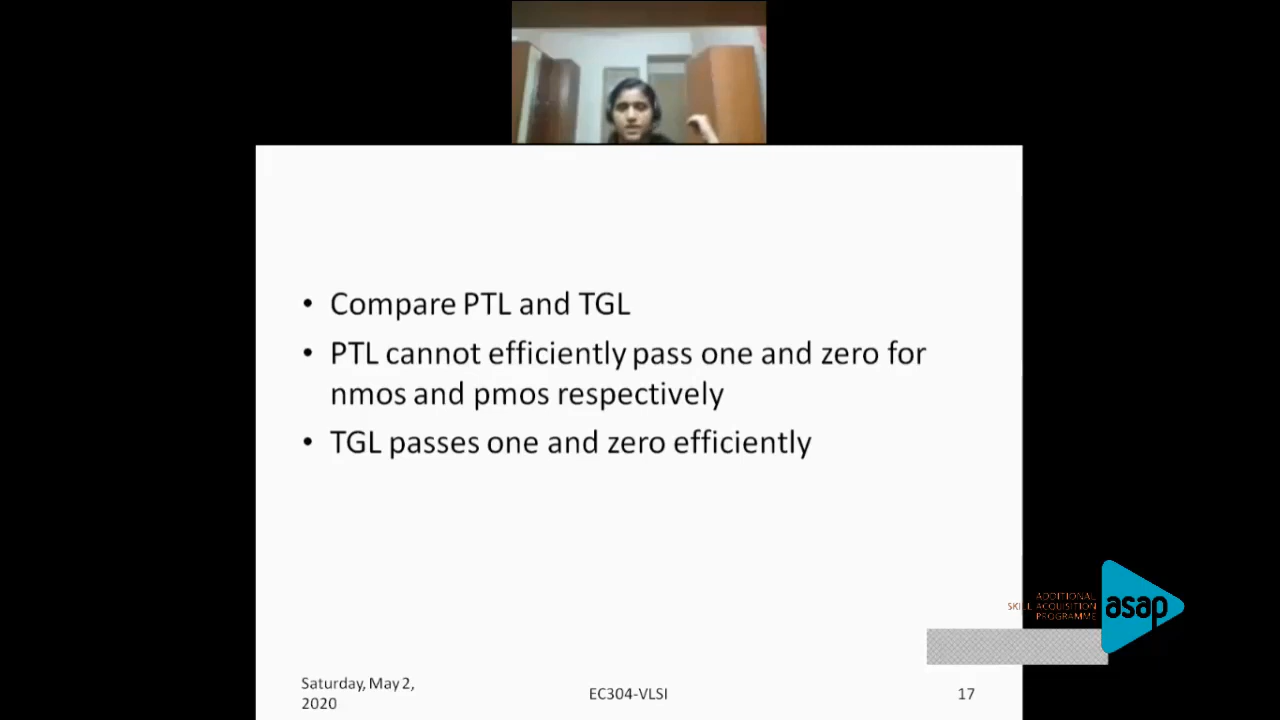 • Compare PTL and TGL
• PTL cannot efficiently pass one and zero for
nmos and pmos respectively
• TGL passes one and zero efficiently
ADDITIONAL
SKILL ACQUISITION
PROGRAMME
asap
Saturday, May 2,
2020
EC304-VLSI
17